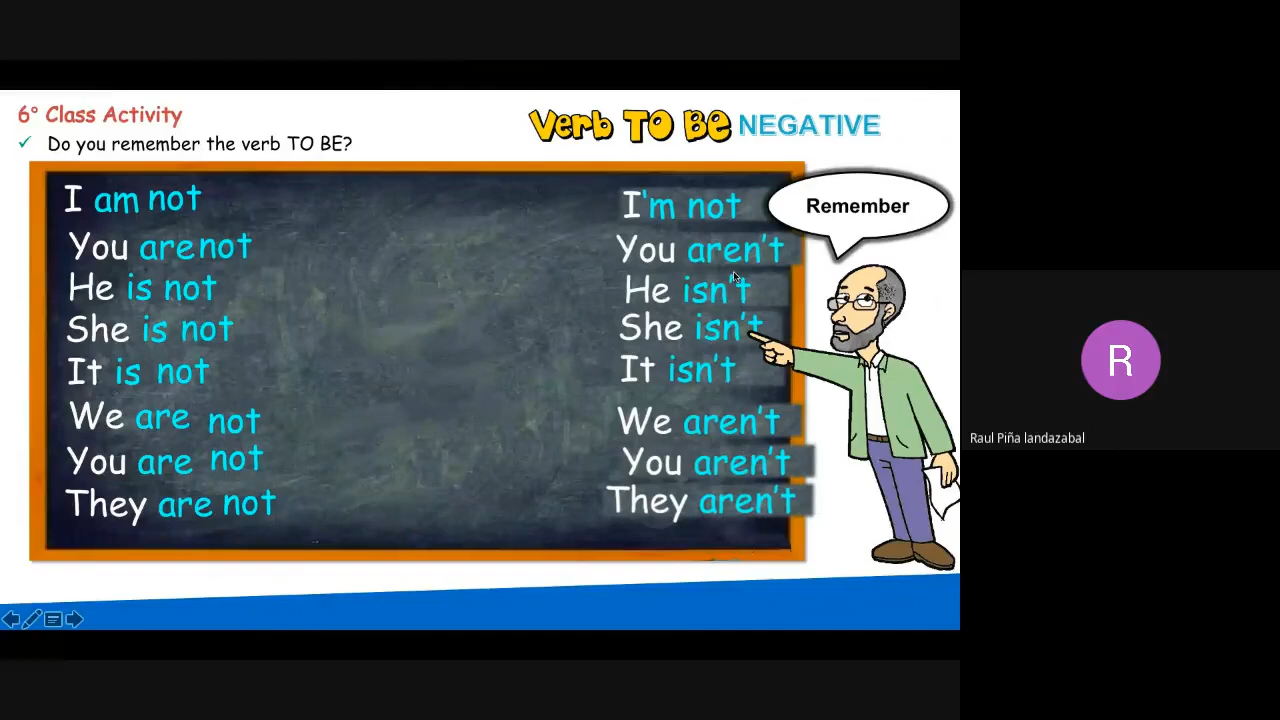 6° Class Activity
Verb TO Be NEGATIVE
✓ Do you remember the verb TO BE?
I am not
I'm not
Remember
You are not
You aren't
He is not
He isn't
She is not
She isn't
It is not
It isn't
We are not
We aren't
You are not
You aren't
They are not
They aren't
R
Raul Piña landazabal